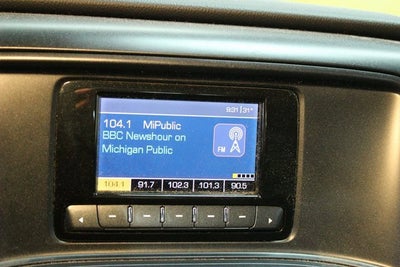 9:31 | 31°
104.1 MiPublic
BBC Newshour on
Michigan Public
FM
104.1 91.7 102.3 101.3 90.5